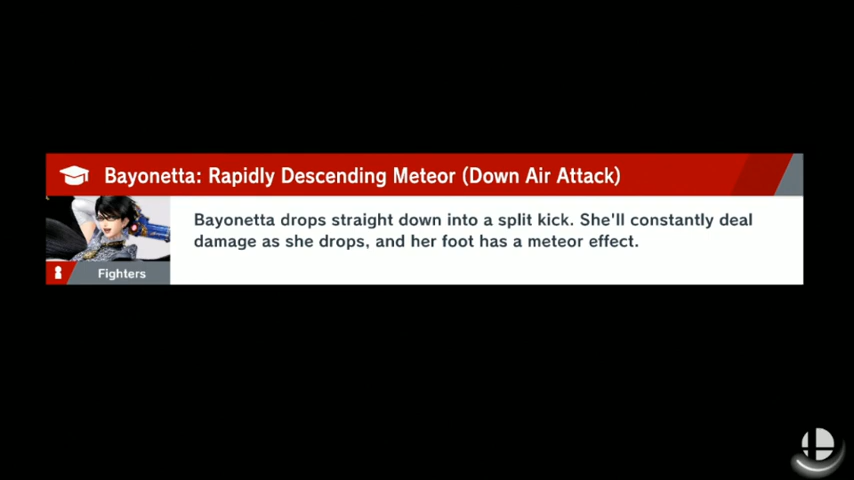 Bayonetta: Rapidly Descending Meteor (Down Air Attack)
Bayonetta drops straight down into a split kick. She'll constantly deal
damage as she drops, and her foot has a meteor effect.
Fighters